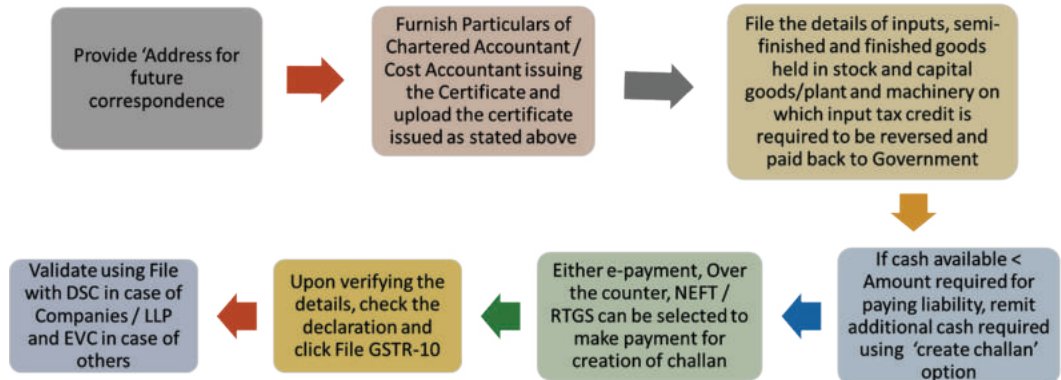 Provide ‘Address for
future
correspondence
Furnish Particulars of
Chartered Accountant /
Cost Accountant issuing
the Certificate and
upload the certificate
issued as stated above
File the details of inputs, semi-
finished and finished goods
held in stock and capital
goods/plant and machinery on
which input tax credit is
required to be reversed and
paid back to Government
If cash available <
Amount required for
paying liability, remit
additional cash required
using ‘create challan’
option
Either e-payment, Over
the counter, NEFT /
RTGS can be selected to
make payment for
creation of challan
Upon verifying the
details, check the
declaration and
click File GSTR-10
Validate using File
with DSC in case of
Companies / LLP
and EVC in case of
others